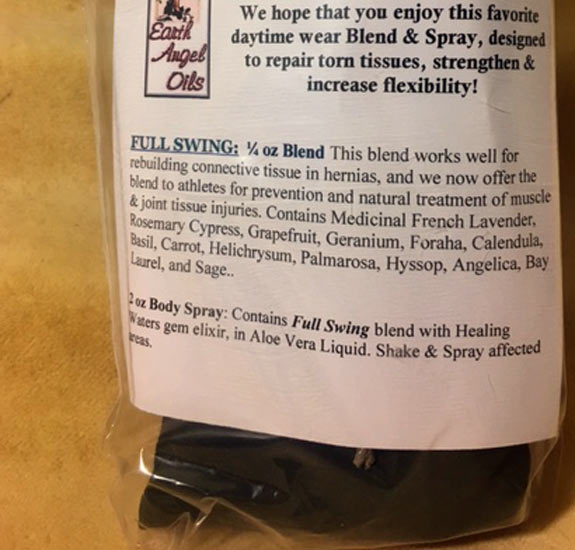 Earth
Angel
Oils
We hope that you enjoy this favorite
daytime wear Blend & Spray, designed
to repair torn tissues, strengthen &
increase flexibility!
FULL SWING: ¼ oz Blend This blend works well for
rebuilding connective tissue in hernias, and we now offer the
blend to athletes for prevention and natural treatment of muscle
& joint tissue injuries. Contains Medicinal French Lavender,
Rosemary Cypress, Grapefruit, Geranium, Foraha, Calendula,
Basil, Carrot, Helichrysum, Palmarosa, Hyssop, Angelica, Bay
Laurel, and Sage..
2 oz Body Spray: Contains Full Swing blend with Healing
Waters gem elixir, in Aloe Vera Liquid. Shake & Spray affected
areas.